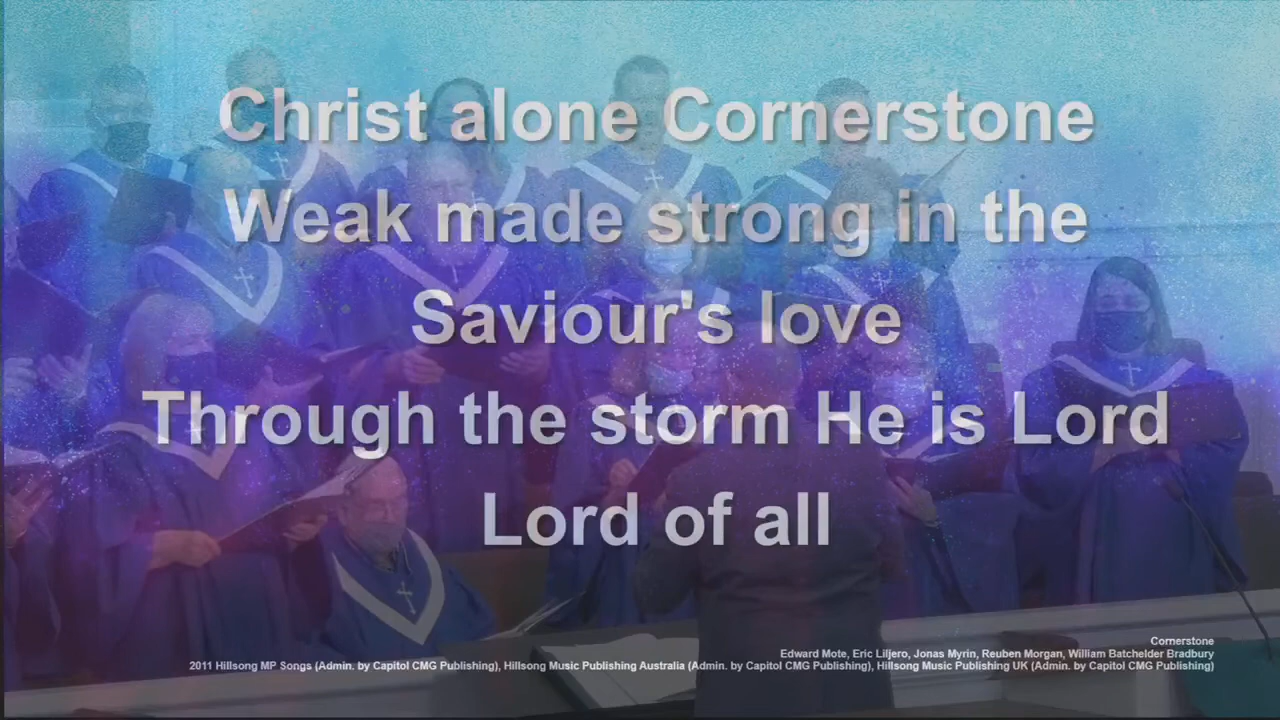 Christ alone Cornerstone
Weak made strong in the
Saviour's love
Through the storm He is Lord
Lord of all
Cornerstone
Edward Mote, Eric Liljero, Jonas Myrin, Reuben Morgan, William Batchelder Bradbury
2011 Hillsong MP Songs (Admin. by Capitol CMG Publishing), Hillsong Music Publishing Australia (Admin. by Capitol CMG Publishing), Hillsong Music Publishing UK (Admin. by Capitol CMG Publishing)